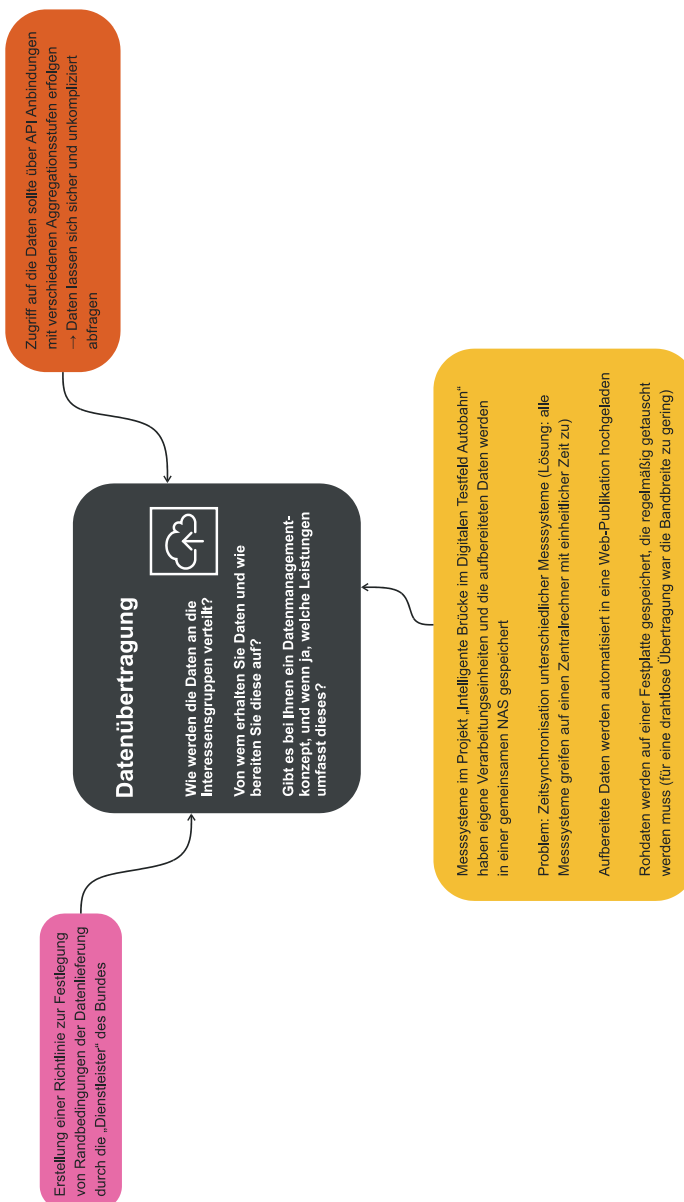 Erstellung einer Richtlinie zur Festlegung
von Randbedingungen der Datenlieferung
durch die „Dienstleister“ des Bundes
Datenübertragung
Wie werden die Daten an die
Interessensgruppen verteilt?
Von wem erhalten Sie Daten und wie
bereiten Sie diese auf?
Gibt es bei Ihnen ein Datenmanagement-
konzept, und wenn ja, welche Leistungen
umfasst dieses?
Zugriff auf die Daten sollte über API Anbindungen
mit verschiedenen Aggregationsstufen erfolgen
→ Daten lassen sich sicher und unkompliziert
abfragen
Messsysteme im Projekt „Intelligente Brücke im Digitalen Testfeld Autobahn“
haben eigene Verarbeitungseinheiten und die aufbereiteten Daten werden
in einer gemeinsamen NAS gespeichert
Problem: Zeitsynchronisation unterschiedlicher Messsysteme (Lösung: alle
Messsysteme greifen auf einen Zentralrechner mit einheitlicher Zeit zu)
Aufbereitete Daten werden automatisiert in eine Web-Publikation hochgeladen
Rohdaten werden auf einer Festplatte gespeichert, die regelmäßig getauscht
werden muss (für eine drahtlose Übertragung war die Bandbreite zu gering)